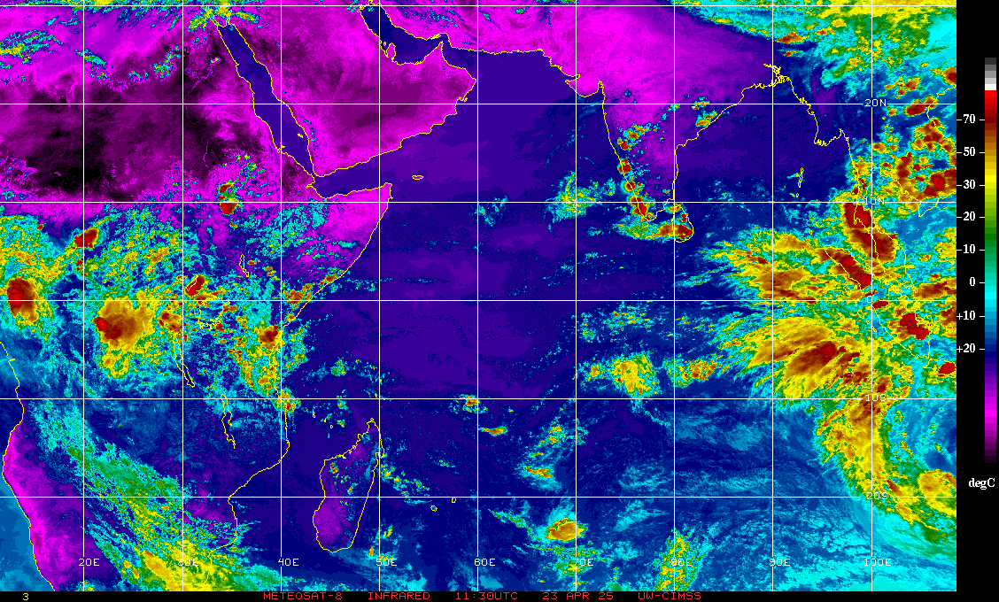 70
50
30
20
10
0
+10
+20
degC
20N
10N
10S
20S
20E 30E 40E 50E 60E 70E 80E 90E 100E
3 METEOSAT-8 INFRARED 11:30UTC 23 APR 25 UW-CIMSS